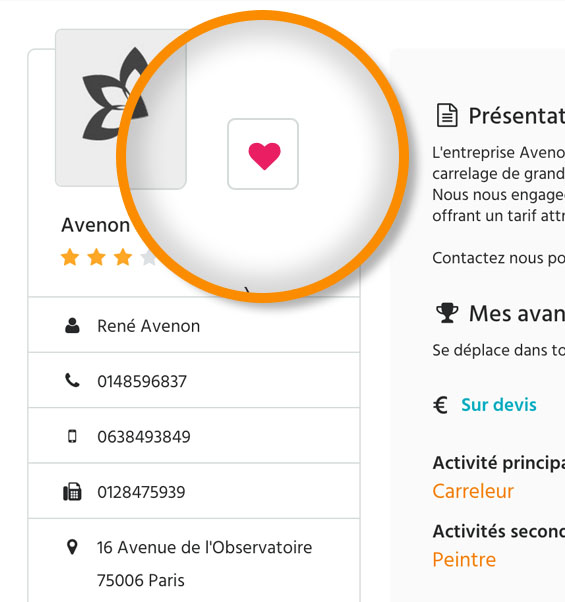 Avenon
René Avenon
0148596837
0638493849
0128475939
16 Avenue de l'Observatoire
75006 Paris
Présentat
L'entreprise Aveno
carrelage de grand
Nous nous engage
offrant un tarif attr
Contactez nous po
Mes avan
Se déplace dans to
€ Sur devis
Activité principa
Carreleur
Activités second
Peintre